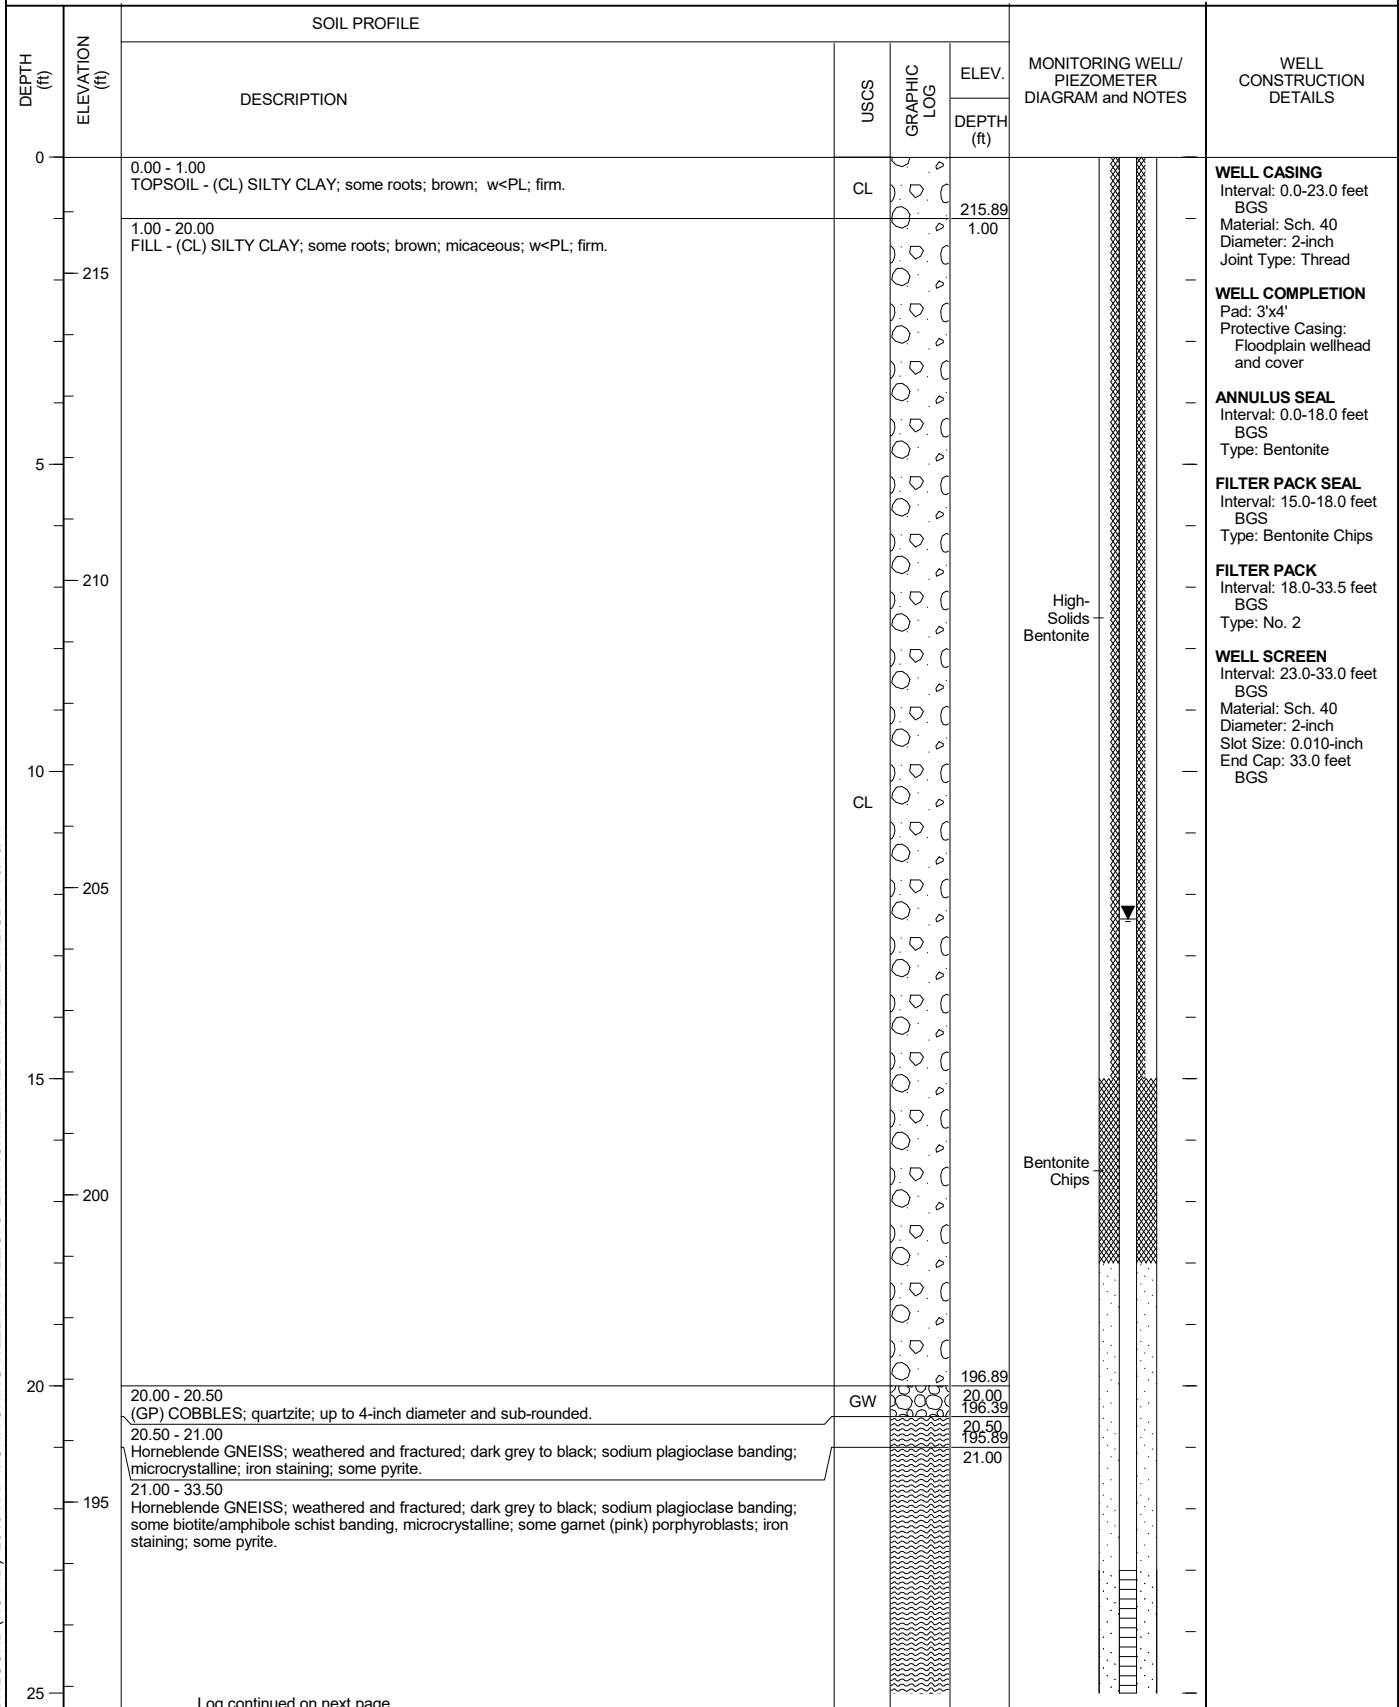 SOIL PROFILE
DEPTH
(ft)
ELEVATION
(ft)
DESCRIPTION
USCS
GRAPHIC
LOG
ELEV.
DEPTH
(ft)
MONITORING WELL/
PIEZOMETER
DIAGRAM and NOTES
WELL
CONSTRUCTION
DETAILS
0
5
10
15
20
25
215
210
205
200
195
0.00 - 1.00
TOPSOIL - (CL) SILTY CLAY; some roots; brown; w<PL; firm.
CL
215.89
1.00
1.00 - 20.00
FILL - (CL) SILTY CLAY; some roots; brown; micaceous; w<PL; firm.
CL
196.89
20.00
20.00 - 20.50
(GP) COBBLES; quartzite; up to 4-inch diameter and sub-rounded.
GW
196.39
20.50
20.50 - 21.00
Horneblende GNEISS; weathered and fractured; dark grey to black; sodium plagioclase banding;
microcrystalline; iron staining; some pyrite.
195.89
21.00
21.00 - 33.50
Horneblende GNEISS; weathered and fractured; dark grey to black; sodium plagioclase banding;
some biotite/amphibole schist banding, microcrystalline; some garnet (pink) porphyroblasts; iron
staining; some pyrite.
Log continued on next page
High-
Solids
Bentonite
Bentonite
Chips
WELL CASING
Interval: 0.0-23.0 feet
BGS
Material: Sch. 40
Diameter: 2-inch
Joint Type: Thread
WELL COMPLETION
Pad: 3'x4'
Protective Casing:
Floodplain wellhead
and cover
ANNULUS SEAL
Interval: 0.0-18.0 feet
BGS
Type: Bentonite
FILTER PACK SEAL
Interval: 15.0-18.0 feet
BGS
Type: Bentonite Chips
FILTER PACK
Interval: 18.0-33.5 feet
BGS
Type: No. 2
WELL SCREEN
Interval: 23.0-33.0 feet
BGS
Material: Sch. 40
Diameter: 2-inch
Slot Size: 0.010-inch
End Cap: 33.0 feet
BGS